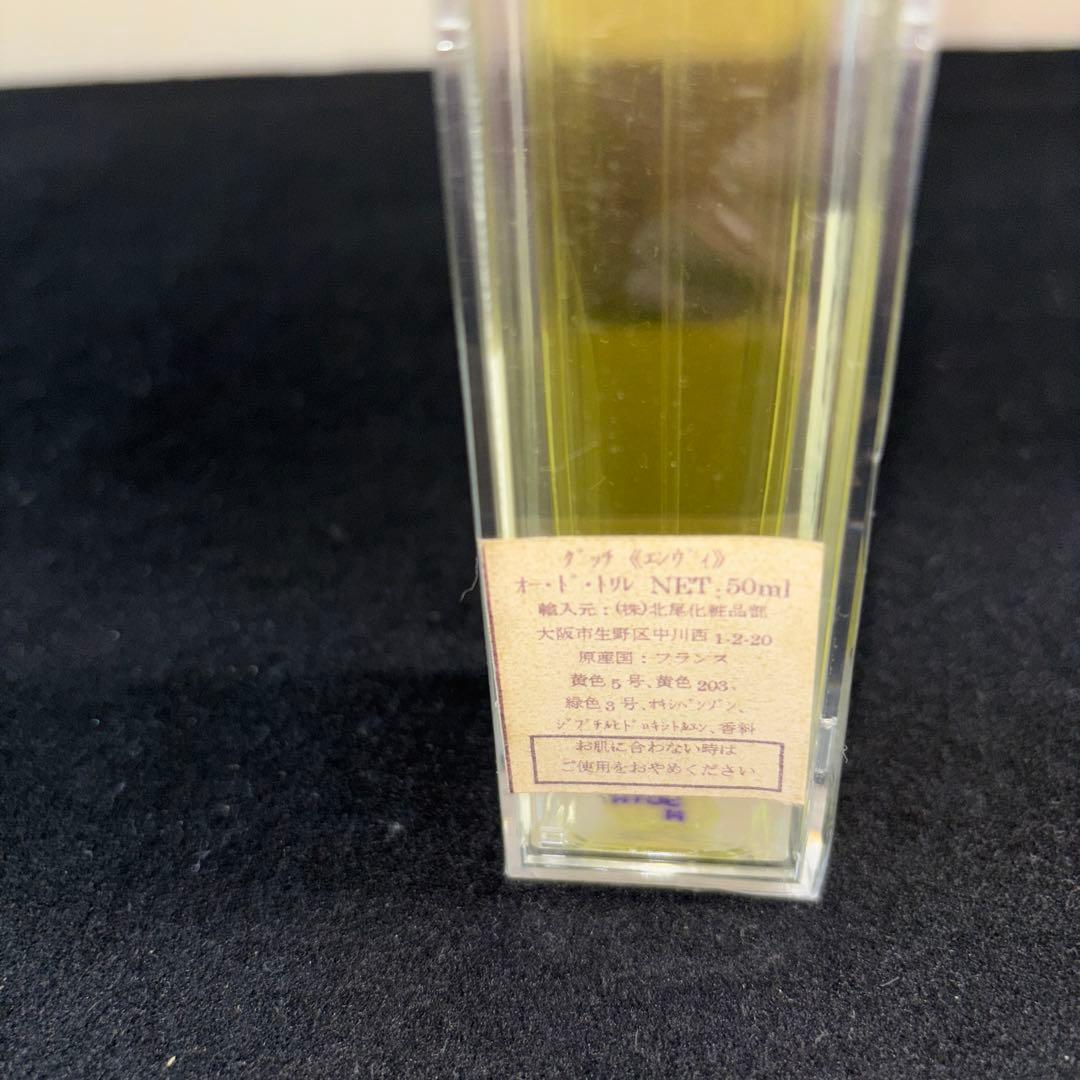 グッチ 《エンヴィ》
オー・ド・トワレ NET:50ml
輸入元:(株)北尾化粧品部
大阪市生野区中川西1-2-20
原産国:フランス
黄色5号、黄色203、
緑色3号、オキシベンゾン、
ジブチルヒドロキシトルエン、香料
お肌に合わない時は
ご使用をおやめください